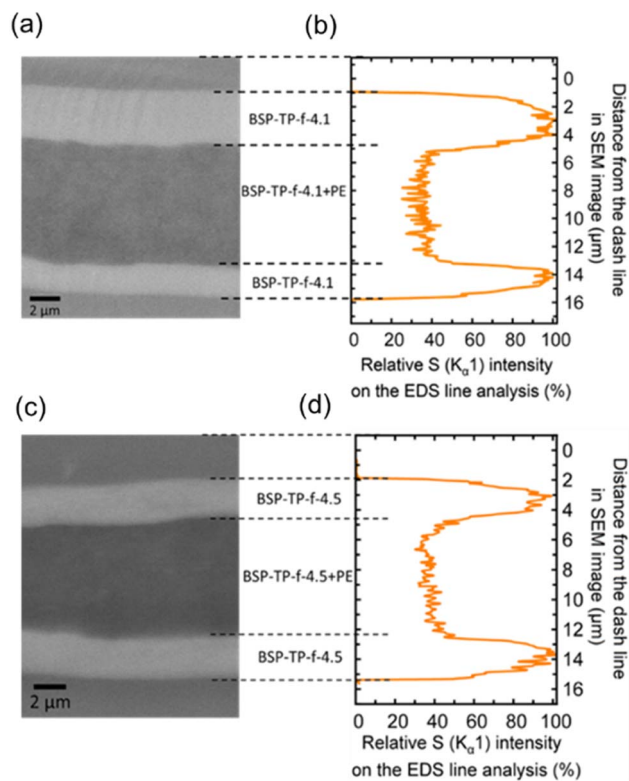 (a)
(b)
BSP-TP-f-4.1
BSP-TP-f-4.1+PE
BSP-TP-f-4.1
2 μm
0
2
4
6
8
10
12
14
16
Distance from the dash line
in SEM image (μm)
0 20 40 60 80 100
Relative S (Kα1) intensity
on the EDS line analysis (%)
(c)
(d)
BSP-TP-f-4.5
BSP-TP-f-4.5+PE
BSP-TP-f-4.5
2 μm
0
2
4
6
8
10
12
14
16
Distance from the dash line
in SEM image (μm)
0 20 40 60 80 100
Relative S (Kα1) intensity
on the EDS line analysis (%)